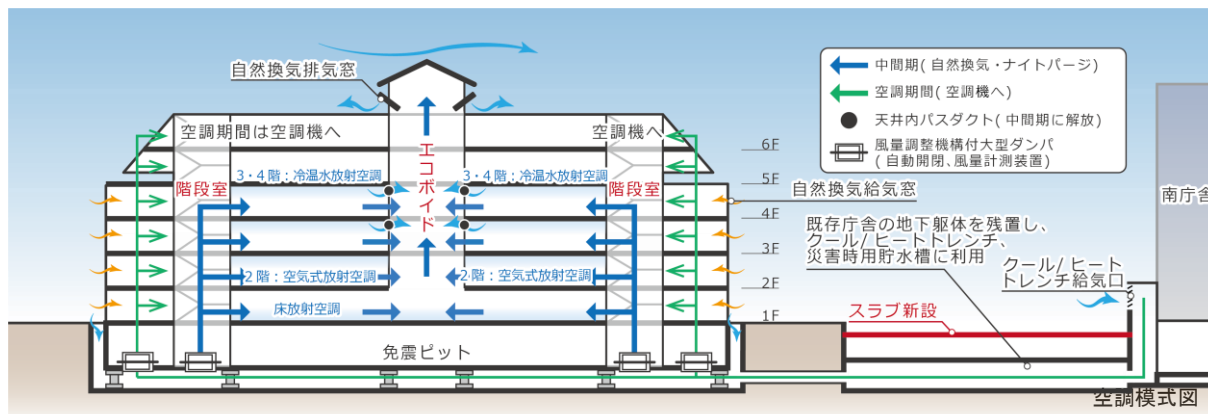 自然換気排気窓
空調期間は空調機へ
空調機へ
中間期(自然換気・ナイトパージ)
空調期間(空調機へ)
天井内パスダクト(中間期に解放)
風量調整機構付大型ダンパ
(自動開閉、風量計測装置)
エコボイド
3・4階:冷温水放射空調
3・4階:冷温水放射空調
階段室
階段室
2階:空気式放射空調
2階:空気式放射空調
床放射空調
免震ピット
6F
5F
4F
3F
2F
1F
自然換気給気窓
既存庁舎の地下躯体を残置し、
クール/ヒートトレンチ、
災害時用貯水槽に利用
クール/ヒート
トレンチ給気口
スラブ新設
南庁舎
空調模式図